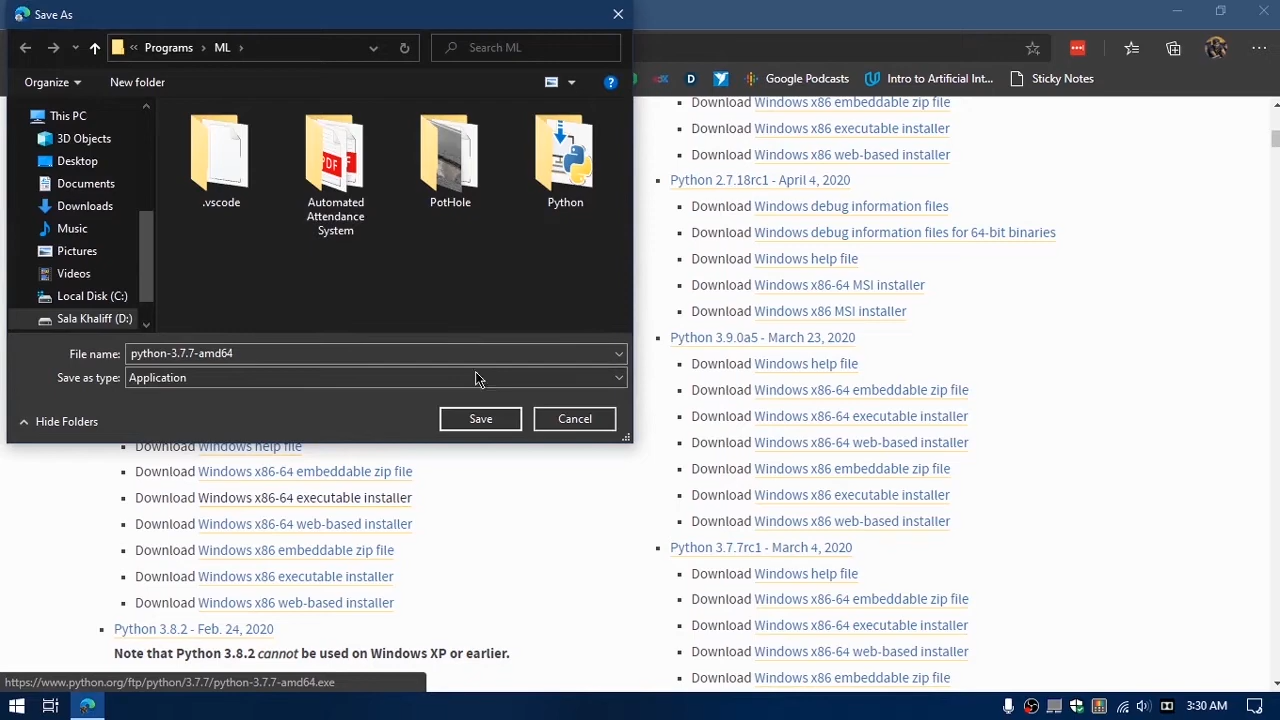 Save As
Programs
ML
Search ML
Organize
New folder
This PC
3D Objects
Desktop
Documents
Downloads
Music
Pictures
Videos
Local Disk (C:)
Sala Khaliff (D:)
.vscode
PDF
Automated
Attendance
System
PotHole
Python
File name:
python-3.7.7-amd64
Save as type:
Application
Hide Folders
Save
Cancel
Google Podcasts
Intro to Artificial Int...
Sticky Notes
Download Windows help file
Download Windows x86-64 embeddable zip file
Download Windows x86-64 executable installer
Download Windows x86-64 web-based installer
Download Windows x86 embeddable zip file
Download Windows x86 executable installer
Download Windows x86 web-based installer
Python 3.8.2 - Feb. 24, 2020
Note that Python 3.8.2 cannot be used on Windows XP or earlier.
Download Windows x86 embeddable zip file
Download Windows x86 executable installer
Download Windows x86 web-based installer
Python 2.7.18rc1 - April 4, 2020
Download Windows debug information files
Download Windows debug information files for 64-bit binaries
Download Windows help file
Download Windows x86-64 MSI installer
Download Windows x86 MSI installer
Python 3.9.0a5 - March 23, 2020
Download Windows help file
Download Windows x86-64 embeddable zip file
Download Windows x86-64 executable installer
Download Windows x86-64 web-based installer
Download Windows x86 embeddable zip file
Download Windows x86 executable installer
Download Windows x86 web-based installer
Python 3.7.7rc1 - March 4, 2020
Download Windows help file
Download Windows x86-64 embeddable zip file
Download Windows x86-64 executable installer
Download Windows x86-64 web-based installer
Download Windows x86 embeddable zip file
https://www.python.org/ftp/python/3.7.7/python-3.7.7-amd64.exe
3:30 AM